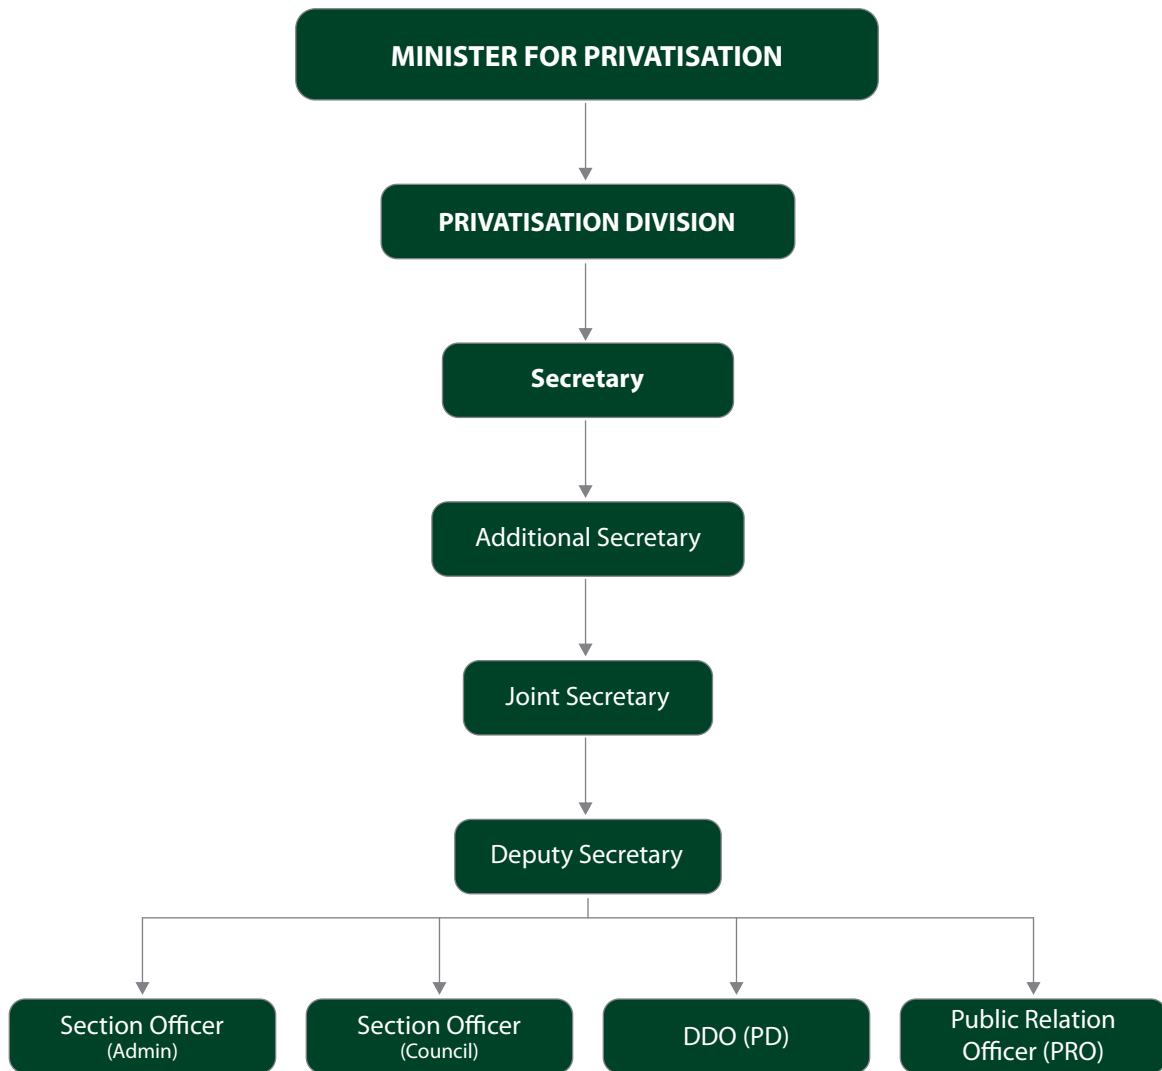 MINISTER FOR PRIVATISATION
PRIVATISATION DIVISION
Secretary
Additional Secretary
Joint Secretary
Deputy Secretary
Section Officer
(Admin)
Section Officer
(Council)
DDO (PD)
Public Relation
Officer (PRO)